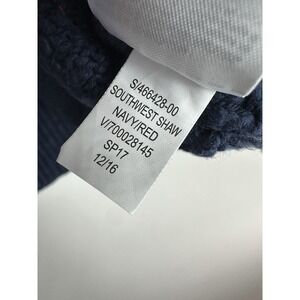 S/466428-00
SOUTHWEST SHAW
NAVY/RED
V/700028145
SP17
12/16